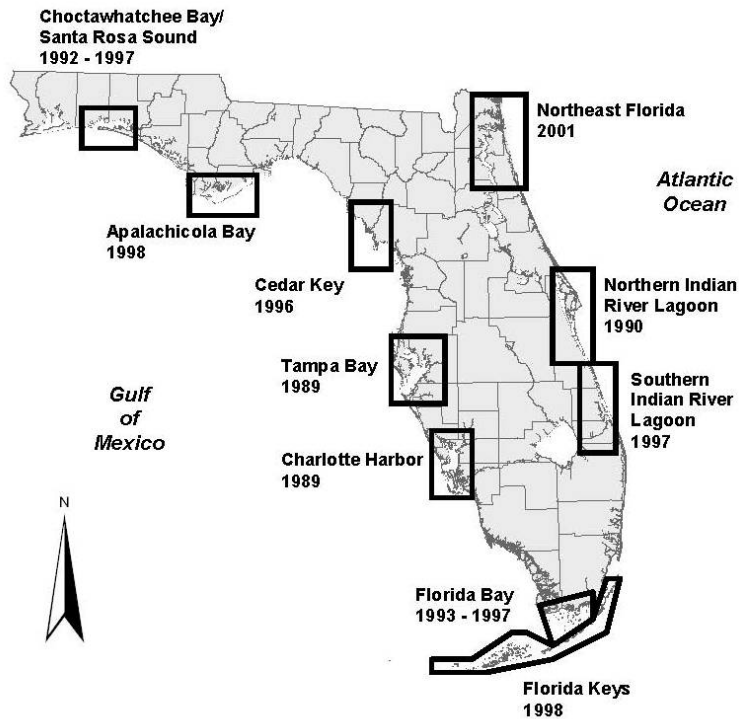 Choctawhatchee Bay/
Santa Rosa Sound
1992 - 1997
Northeast Florida
2001
Atlantic
Ocean
Apalachicola Bay
1998
Cedar Key
1996
Northern Indian
River Lagoon
1990
Tampa Bay
1989
Southern
Indian River
Lagoon
1997
Gulf
of
Mexico
Charlotte Harbor
1989
N
Florida Bay
1993 - 1997
Florida Keys
1998